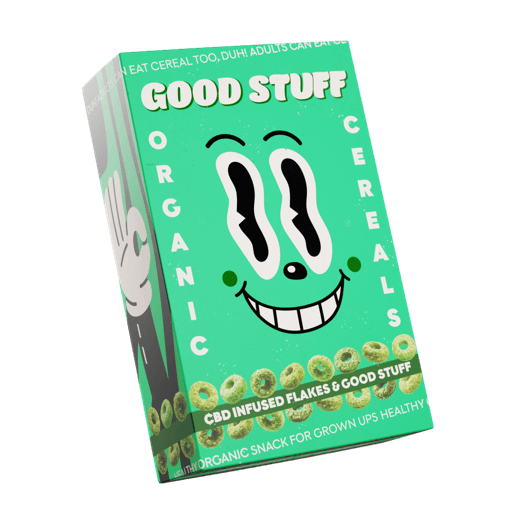 EAT CEREAL TOO, DUH! ADULTS CAN EAT
GOOD STUFF
ORGANIC
CEREALS
CBD INFUSED FLAKES & GOOD STUFF
ORGANIC SNACK FOR GROWN UPS HEALTHY